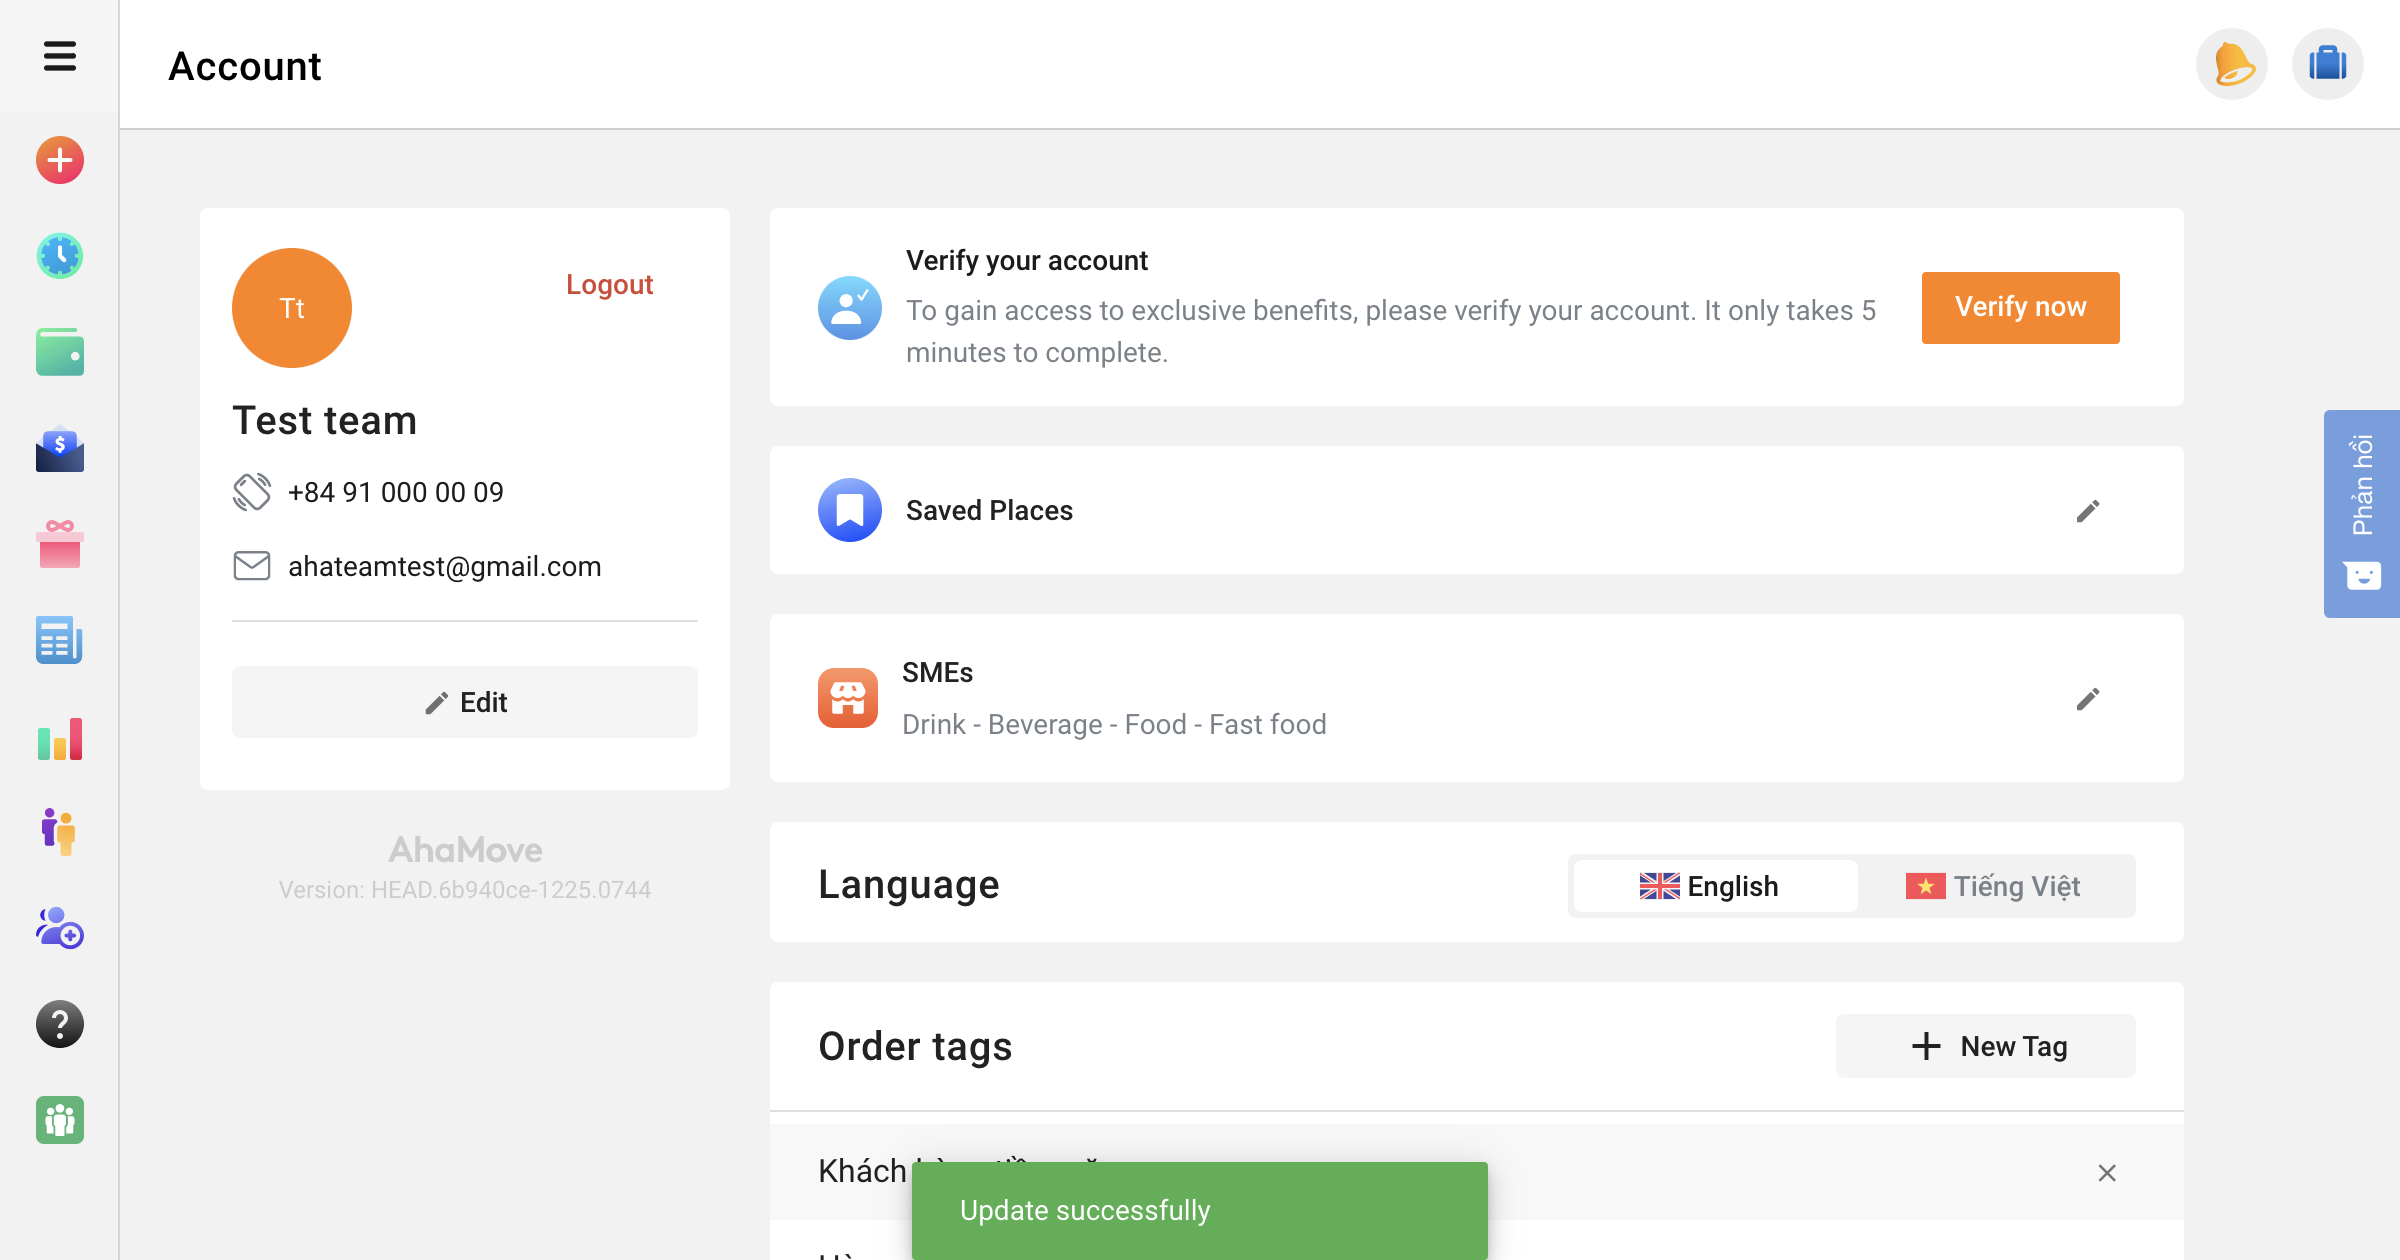 Account
Tt
Logout
Test team
+84 91 000 00 09
ahateamtest@gmail.com
Edit
AhaMove
Version: HEAD.6b940ce-1225.0744
Verify your account
To gain access to exclusive benefits, please verify your account. It only takes 5
minutes to complete.
Verify now
Saved Places
SMEs
Drink - Beverage - Food - Fast food
Language
English
Tiếng Việt
Order tags
New Tag
Khách
Update successfully
Phản hồi